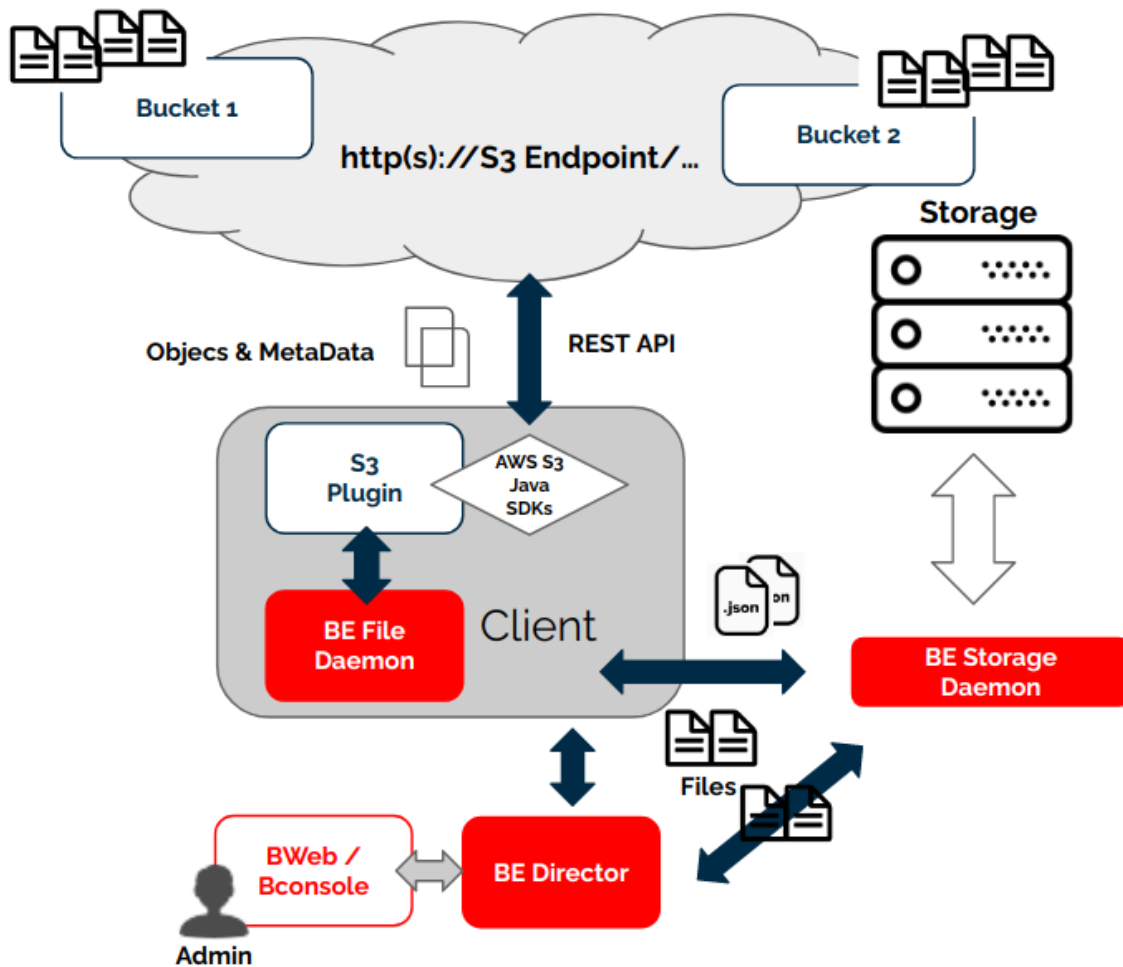 Bucket 1
Bucket 2
http(s)://S3 Endpoint/...
Storage
Objecs & MetaData
REST API
S3
Plugin
AWS S3
Java
SDKs
.json
on
BE File
Daemon
Client
BE Storage
Daemon
Files
BWeb /
Bconsole
BE Director
Admin